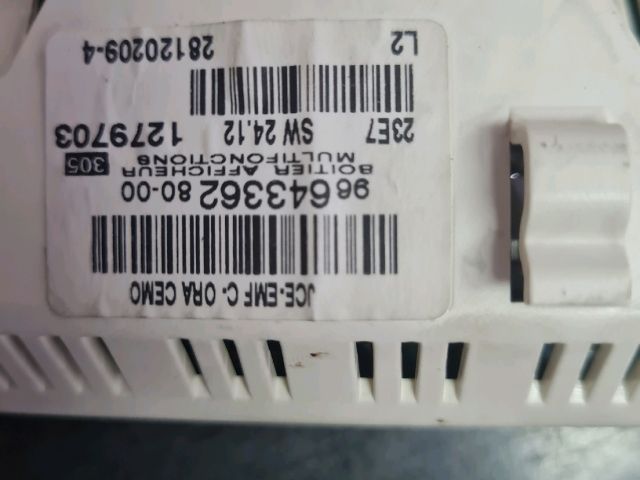 JCE-EMF C- ORA CEMO
96 643362 80-00
BOITIER AFFICHEUR
MULTIFONCTIONS 305
23E7 SW 24.12 1279703
L2 28120209-4